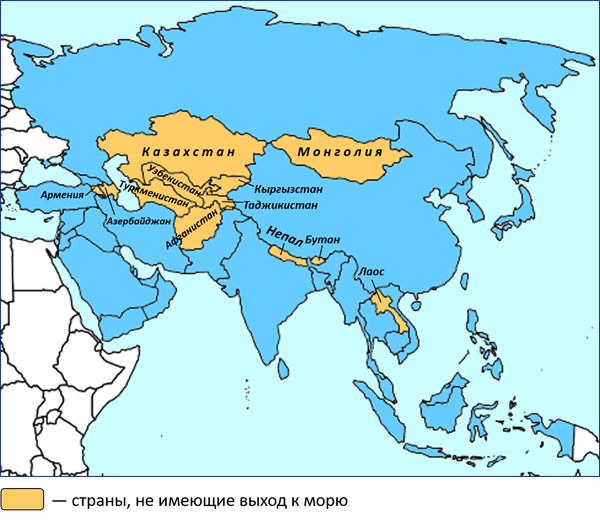 Казахстан
Монголия
Узбекистан
Туркменистан
Кыргызстан
Армения
Таджикистан
Азербайджан
Афганистан
Непал
Бутан
Лаос
— страны, не имеющие выход к морю